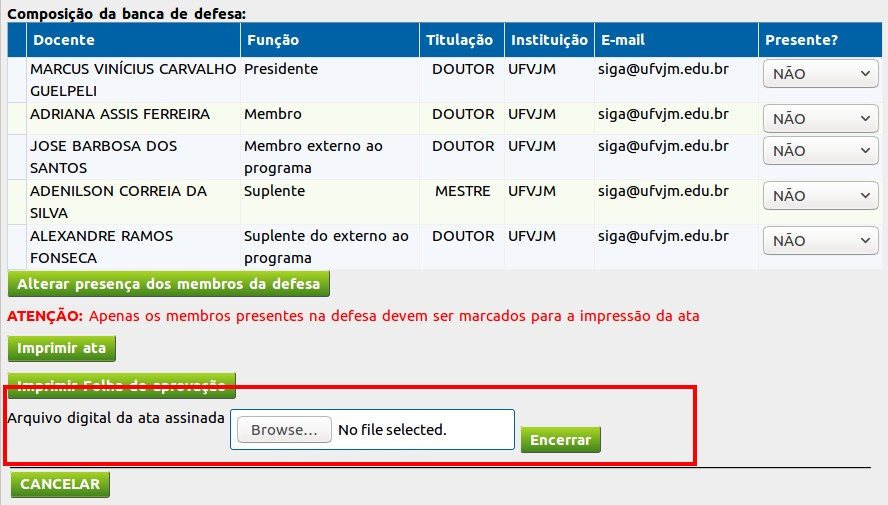 Composição da banca de defesa:
Docente Função Titulação Instituição E-mail Presente?
MARCUS VINÍCIUS CARVALHO Presidente DOUTOR UFVJM siga@ufvjm.edu.br NÃO
GUELPELI
ADRIANA ASSIS FERREIRA Membro DOUTOR UFVJM siga@ufvjm.edu.br NÃO
JOSE BARBOSA DOS Membro externo ao DOUTOR UFVJM siga@ufvjm.edu.br NÃO
SANTOS programa
ADENILSON CORREIA DA Suplente MESTRE UFVJM siga@ufvjm.edu.br NÃO
SILVA
ALEXANDRE RAMOS Suplente do externo ao DOUTOR UFVJM siga@ufvjm.edu.br NÃO
FONSECA programa
Alterar presença dos membros da defesa
ATENÇÃO: Apenas os membros presentes na defesa devem ser marcados para a impressão da ata
Imprimir ata
Imprimir Folha de aprovação
Arquivo digital da ata assinada Browse... No file selected. Encerrar
CANCELAR